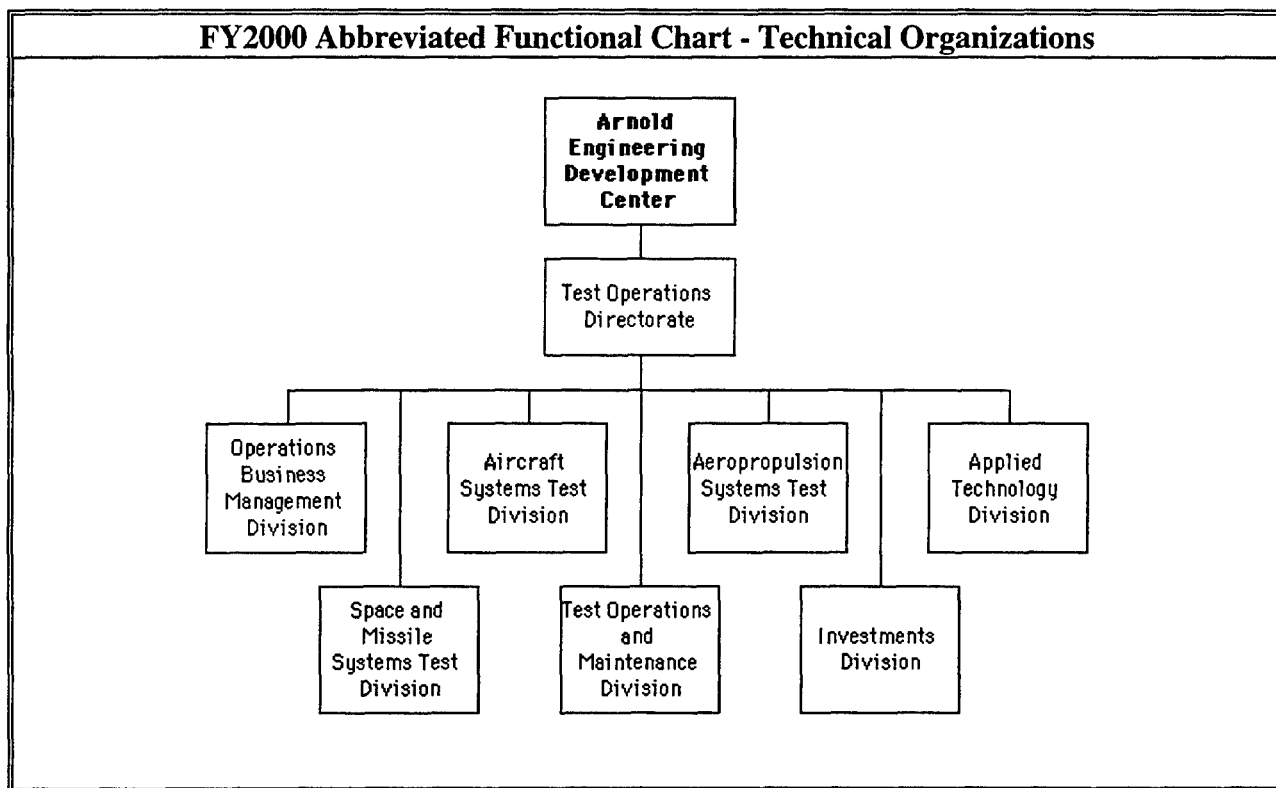 FY2000 Abbreviated Functional Chart - Technical Organizations
Arnold
Engineering
Development
Center
Test Operations
Directorate
Operations
Business
Management
Division
Aircraft
Systems Test
Division
Aeropropulsion
Systems Test
Division
Applied
Technology
Division
Space and
Missile
Systems Test
Division
Test Operations
and
Maintenance
Division
Investments
Division